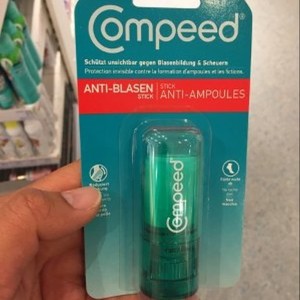 Compeed®
Schützt unsichtbar gegen Blasenbildung & Scheuern
Protection invisible contre la formation d'ampoules et les frictions.
ANTI-BLASEN
STICK
STICK
ANTI-AMPOULES
Compeed